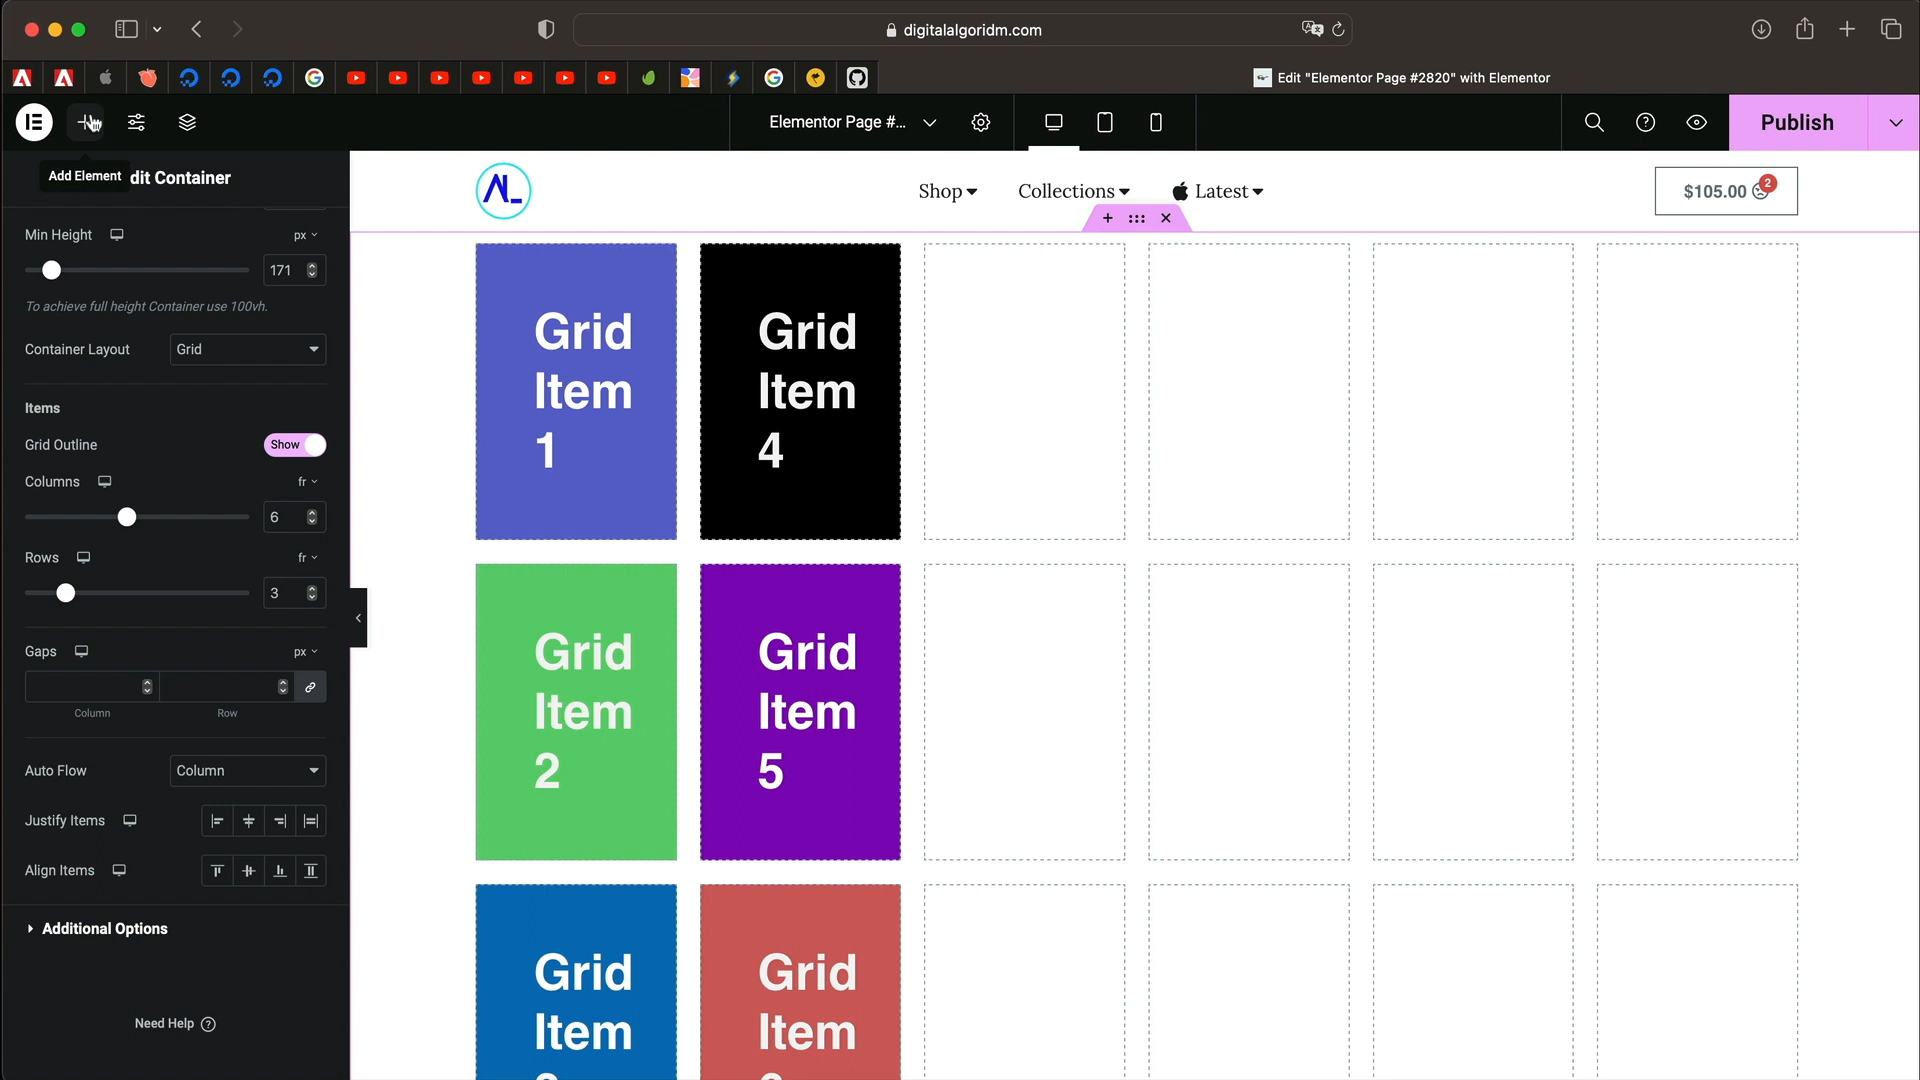 digitalalgoridm.com
Edit "Elementor Page #2820" with Elementor
Elementor Page #...
Publish
Add Element
dit Container
Min Height
px
171
To achieve full height Container use 100vh.
Container Layout
Grid
Items
Grid Outline
Show
Columns
fr
6
Rows
fr
3
Gaps
px
Column
Row
Auto Flow
Column
Justify Items
Align Items
Additional Options
Need Help
AL_
Shop
Collections
Latest
$105.00
2
Grid
Item
1
Grid
Item
4
Grid
Item
2
Grid
Item
5
Grid
Item
Grid
Item